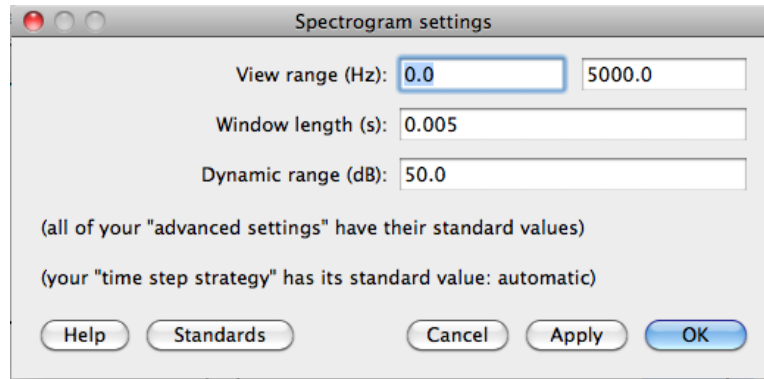 Spectrogram settings
View range (Hz): 0.0 5000.0
Window length (s): 0.005
Dynamic range (dB): 50.0
(all of your "advanced settings" have their standard values)
(your "time step strategy" has its standard value: automatic)
Help Standards Cancel Apply OK